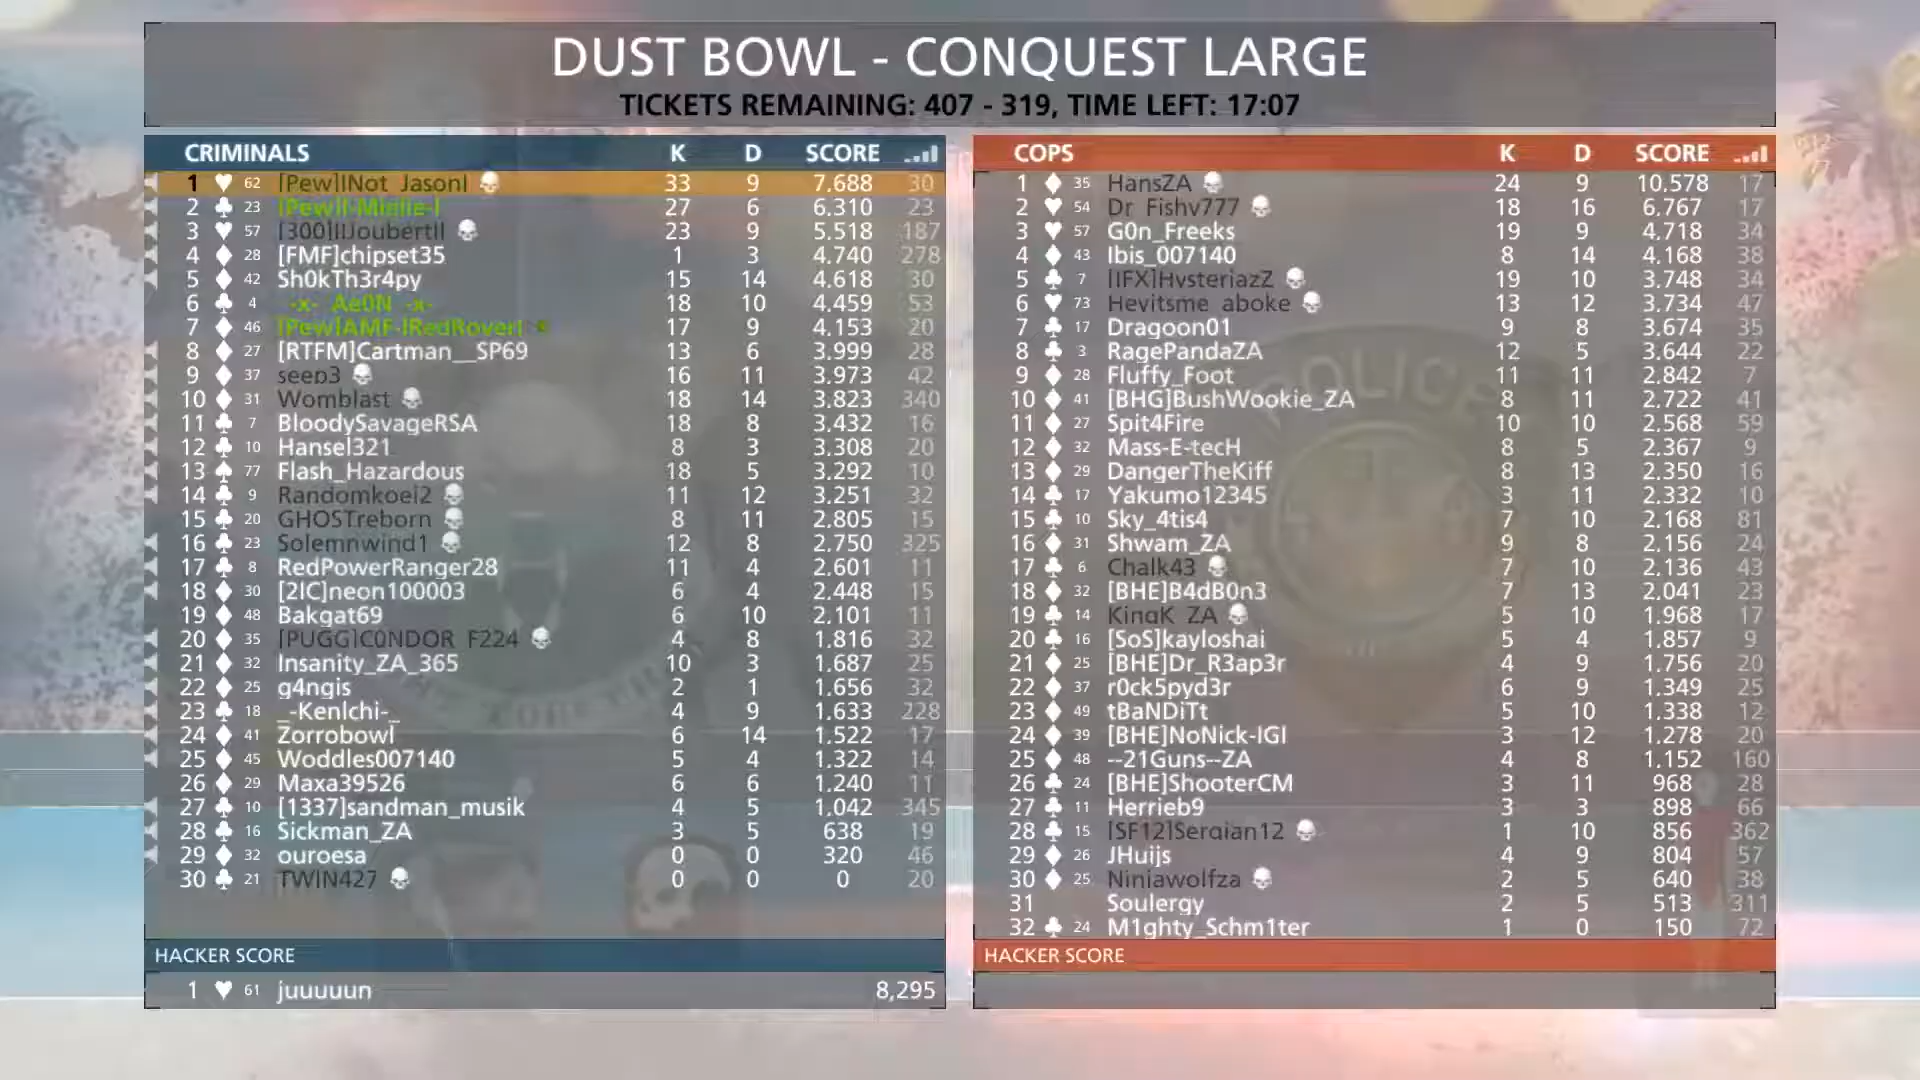 DUST BOWL - CONQUEST LARGE
TICKETS REMAINING: 407 - 319, TIME LEFT: 17:07
CRIMINALS K D SCORE
1 ♥ 62 [Pew]lNot_Jasonl 33 9 7.688 30
2 ♣ 23 [Pew]l-Minlie-l 27 6 6.310 23
3 ♥ 57 [300]llJoubertll 23 9 5.518 187
4 ♦ 28 [FMF]chipset35 1 3 4.740 278
5 ♦ 42 Sh0kTh3r4py 15 14 4.618 30
6 ♣ 4 -x-_Ae0N_-x- 18 10 4.459 53
7 ♦ 46 [Pew]AMF-lRedRoverl 17 9 4.153 20
8 ♦ 27 [RTFM]Cartman__SP69 13 6 3.999 28
9 ♦ 37 seep3 16 11 3.973 42
10 ♦ 31 Womblast 18 14 3.823 340
11 ♣ 7 BloodySavageRSA 18 8 3.432 16
12 ♣ 10 Hansel321 8 3 3.308 20
13 ♠ 77 Flash_Hazardous 18 5 3.292 10
14 ♣ 9 Randomkoei2 11 12 3.251 32
15 ♣ 20 GHOSTreborn 8 11 2.805 15
16 ♣ 23 Solemnwind1 12 8 2.750 325
17 ♣ 8 RedPowerRanger28 11 4 2.601 11
18 ♦ 30 [2IC]neon100003 6 4 2.448 15
19 ♦ 48 Bakgat69 6 10 2.101 11
20 ♦ 35 [PUGG]C0NDOR_F224 4 8 1.816 32
21 ♦ 32 Insanity_ZA_365 10 3 1.687 25
22 ♦ 25 g4ngis 2 1 1.656 32
23 ♣ 18 _-KenIchi-_ 4 9 1.633 228
24 ♦ 41 Zorrobowl 6 14 1.522 17
25 ♦ 45 Woddles007140 5 4 1.322 14
26 ♦ 29 Maxa39526 6 6 1.240 11
27 ♣ 10 [1337]sandman_musik 4 5 1.042 345
28 ♣ 16 Sickman_ZA 3 5 638 19
29 ♦ 32 ouroesa 0 0 320 46
30 ♣ 21 TWIN427 0 0 0 20
HACKER SCORE
1 ♥ 61 juuuuun 8,295
COPS K D SCORE
1 ♦ 35 HansZA 24 9 10.578 17
2 ♥ 54 Dr_Fishy777 18 16 6.767 17
3 ♥ 57 G0n_Freeks 19 9 4.718 34
4 ♦ 43 Ibis_007140 8 14 4.168 38
5 ♣ 7 [IFX]HysteriazZ 19 10 3.748 34
6 ♥ 73 Heyitsme_aboke 13 12 3.734 47
7 ♣ 17 Dragoon01 9 8 3.674 35
8 ♣ 3 RagePandaZA 12 5 3.644 22
9 ♦ 28 Fluffy_Foot 11 11 2.842 7
10 ♦ 41 [BHG]BushWookie_ZA 8 11 2.722 41
11 ♦ 27 Spit4Fire 10 10 2.568 59
12 ♦ 32 Mass-E-tecH 8 5 2.367 9
13 ♦ 29 DangerTheKiff 8 13 2.350 16
14 ♣ 17 Yakumo12345 3 11 2.332 10
15 ♣ 10 Sky_4tis4 7 10 2.168 81
16 ♦ 31 Shwam_ZA 9 8 2.156 24
17 ♣ 6 Chalk43 7 10 2.136 43
18 ♦ 32 [BHE]B4dB0n3 7 13 2.041 23
19 ♣ 14 KingK_ZA 5 10 1.968 17
20 ♣ 16 [SoS]kayloshai 5 4 1.857 9
21 ♦ 25 [BHE]Dr_R3ap3r 4 9 1.756 20
22 ♦ 37 r0ck5pyd3r 6 9 1.349 25
23 ♦ 49 tBaNDiTt 5 10 1.338 12
24 ♦ 39 [BHE]NoNick-IGI 3 12 1.278 20
25 ♦ 48 --21Guns--ZA 4 8 1.152 160
26 ♣ 24 [BHE]ShooterCM 3 11 968 28
27 ♣ 11 Herrieb9 3 3 898 66
28 ♣ 15 [SF12]Sergian12 1 10 856 362
29 ♦ 26 JHuijs 4 9 804 57
30 ♦ 25 Ninjawolfza 2 5 640 38
31 Soulergy 2 5 513 311
32 ♣ 24 M1ghty_Schm1ter 1 0 150 72
HACKER SCORE
POLICE